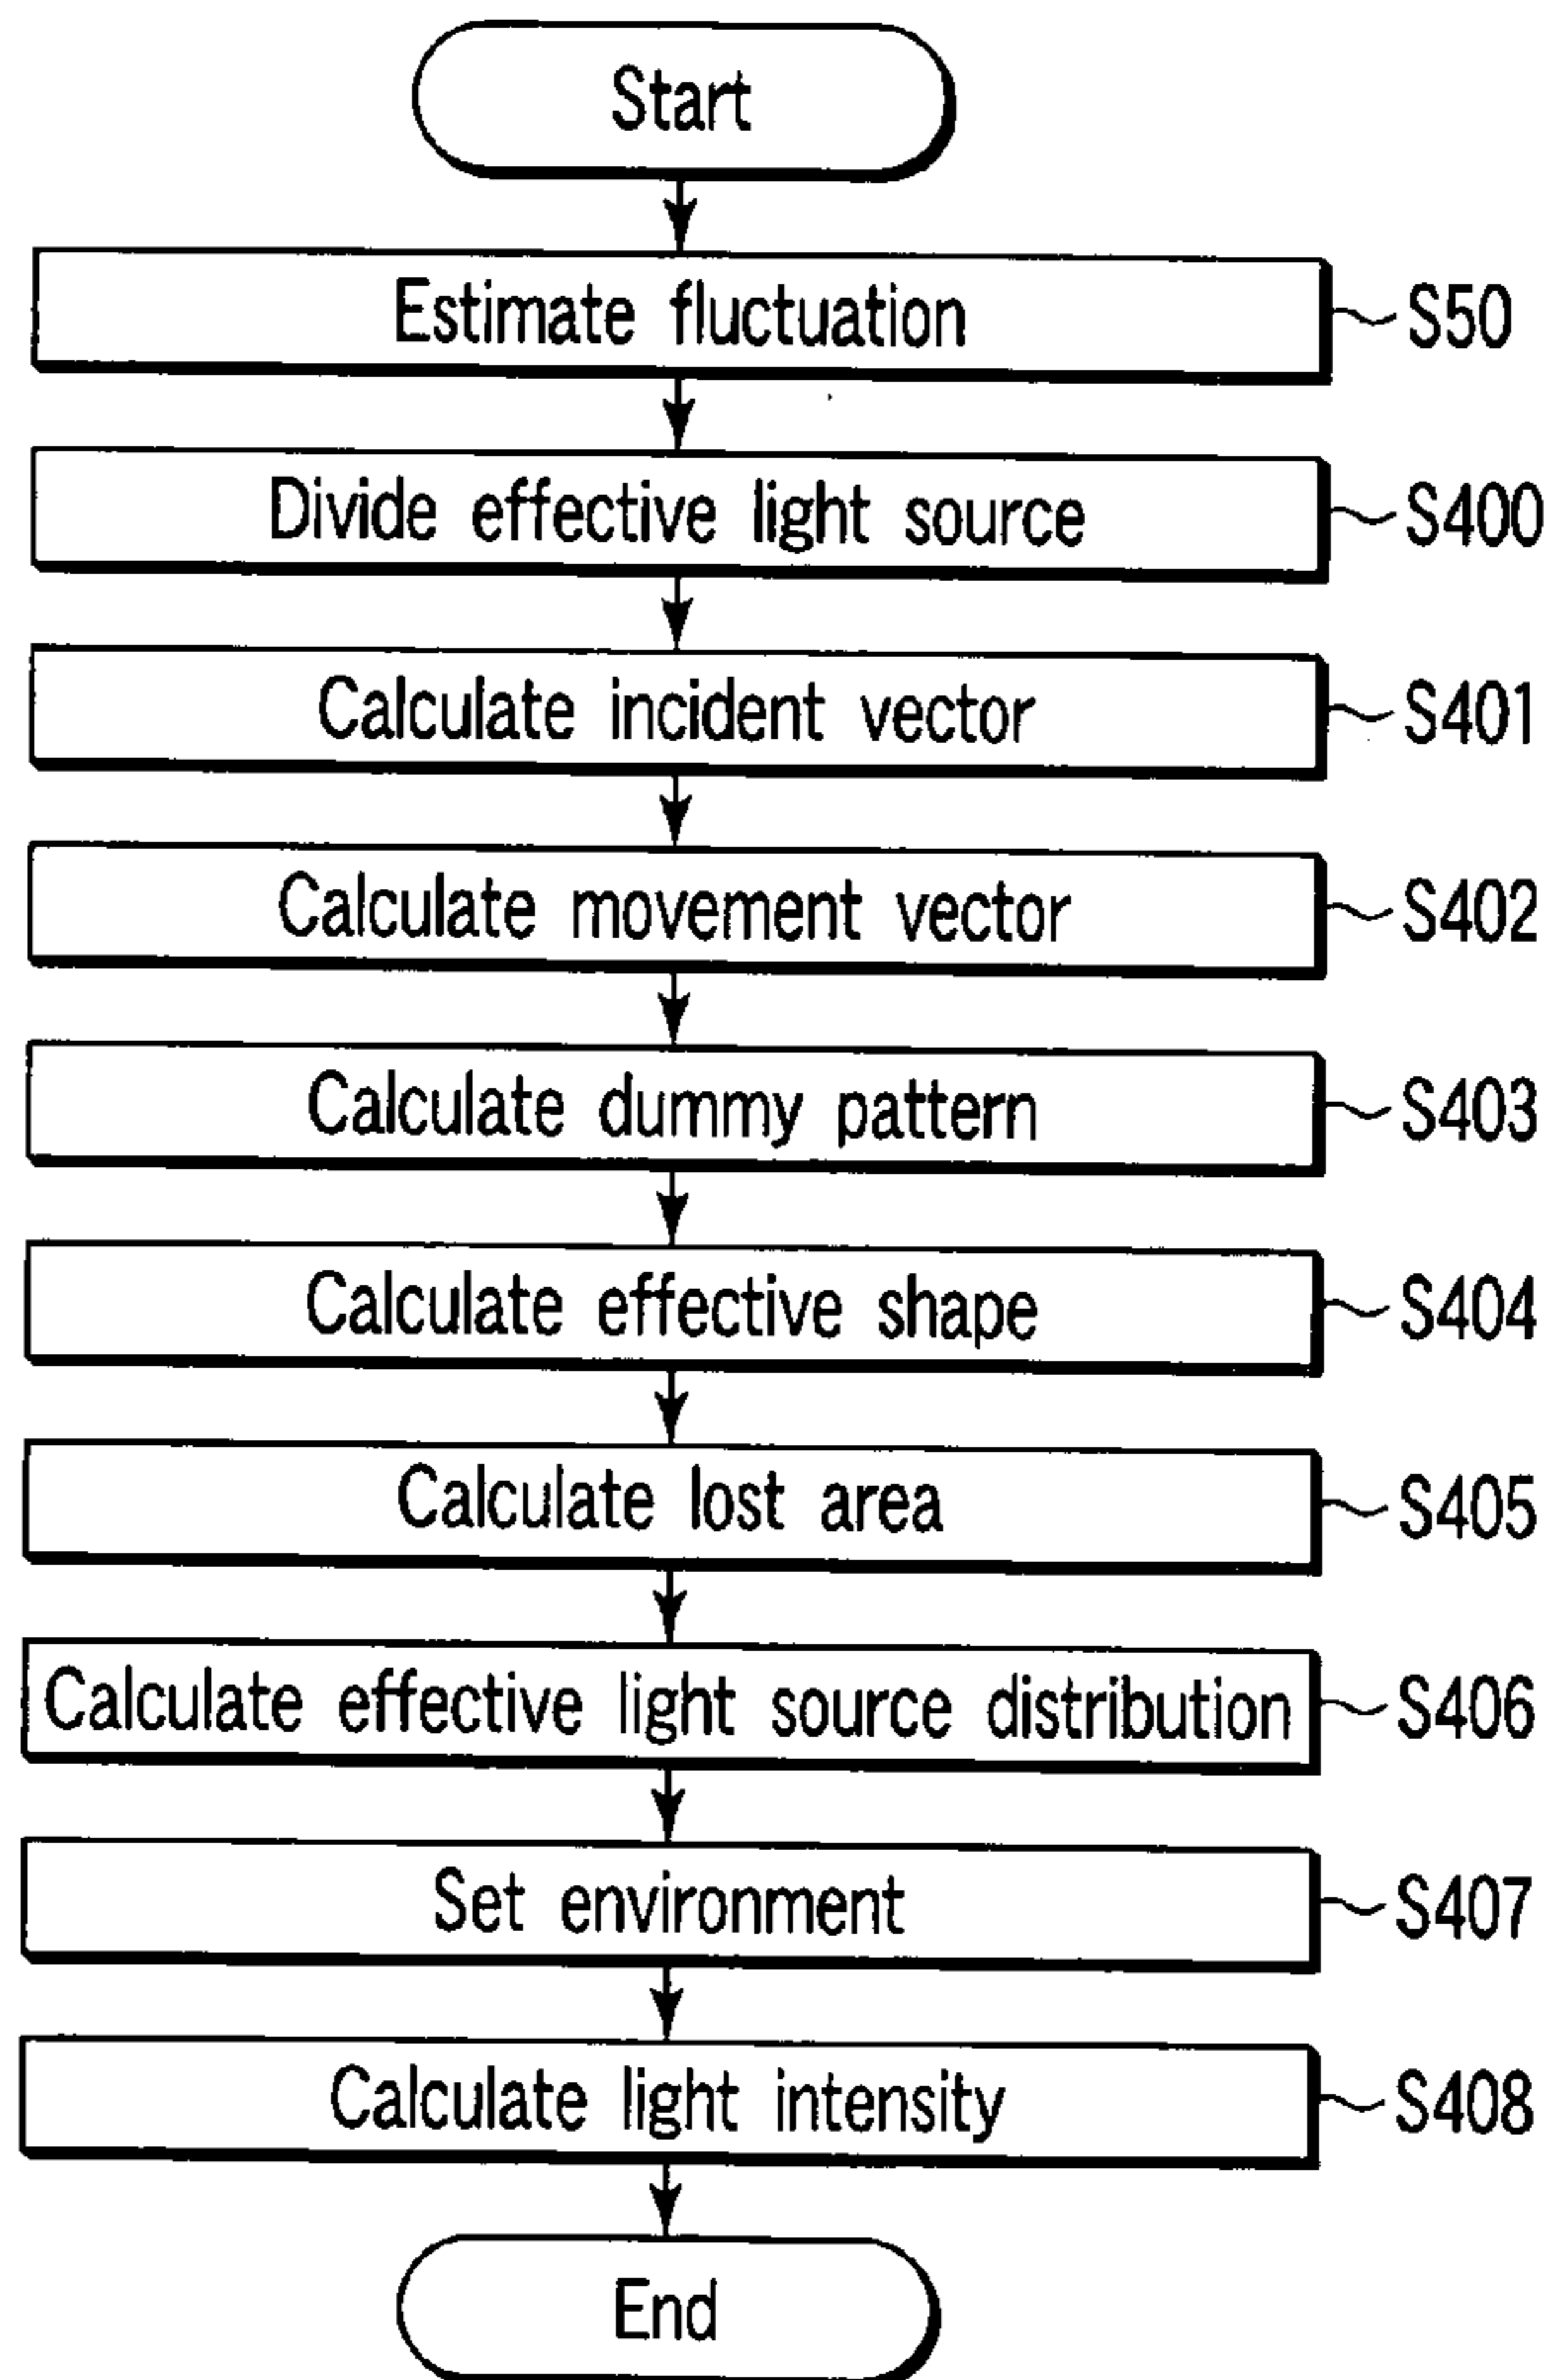 Start
Estimate fluctuation S50
Divide effective light source S400
Calculate incident vector S401
Calculate movement vector S402
Calculate dummy pattern S403
Calculate effective shape S404
Calculate lost area S405
Calculate effective light source distribution S406
Set environment S407
Calculate light intensity S408
End